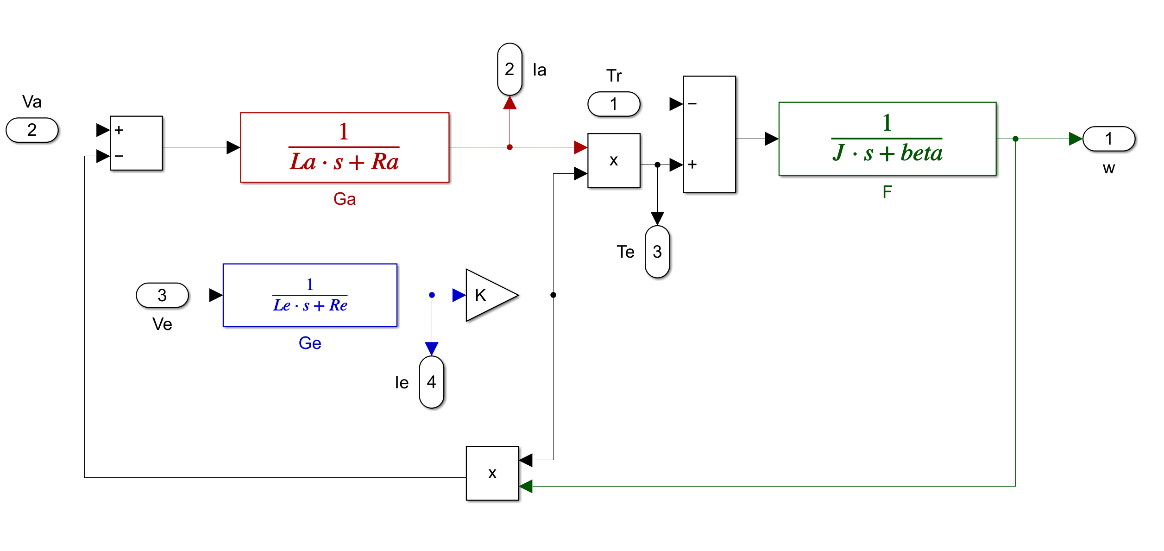 2
Ia
Va
2
+
−
1
La · s + Ra
Ga
Tr
1
x
−
+
1
J · s + beta
F
1
w
Te
3
3
Ve
1
Le · s + Re
Ge
K
Ie
4
x